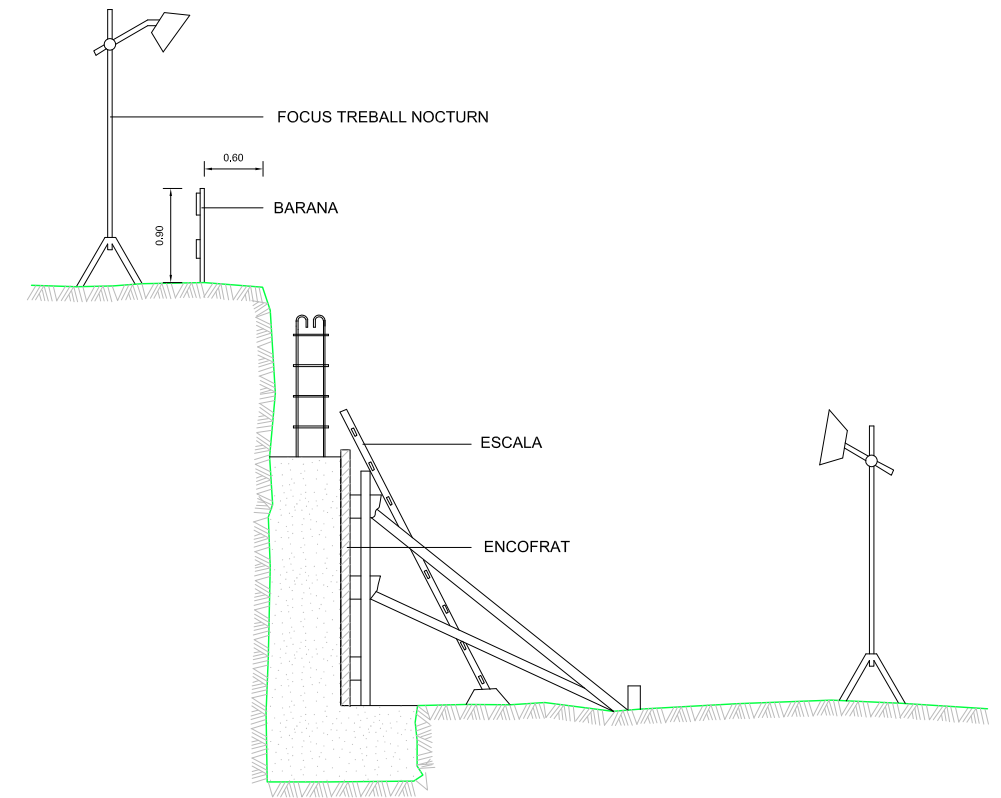 FOCUS TREBALL NOCTURN
0,60
BARANA
0.90
ESCALA
ENCOFRAT